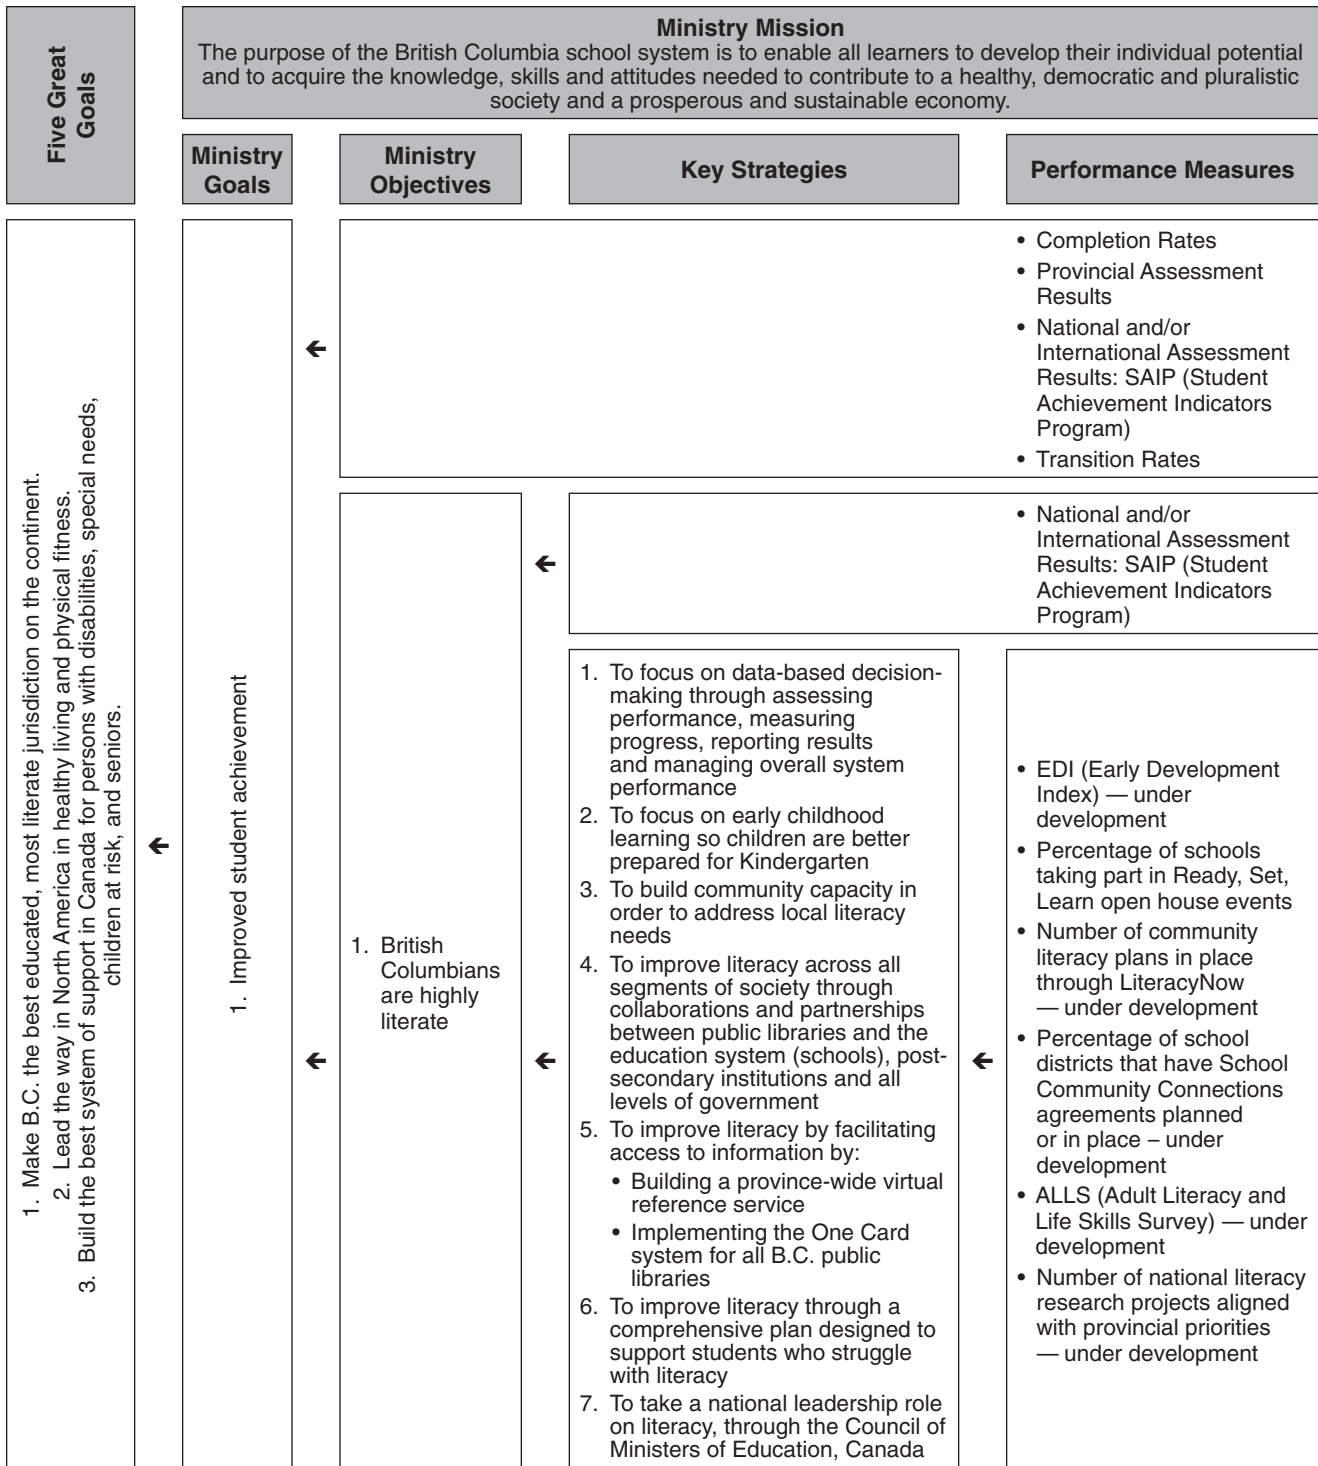 Five Great
Goals
Ministry Mission
The purpose of the British Columbia school system is to enable all learners to develop their individual potential
and to acquire the knowledge, skills and attitudes needed to contribute to a healthy, democratic and pluralistic
society and a prosperous and sustainable economy.
Ministry
Goals
Ministry
Objectives
Key Strategies
Performance Measures
1. Make B.C. the best educated, most literate jurisdiction on the continent.
2. Lead the way in North America in healthy living and physical fitness.
3. Build the best system of support in Canada for persons with disabilities, special needs,
children at risk, and seniors.
←
1. Improved student achievement
←
• Completion Rates
• Provincial Assessment
Results
• National and/or
International Assessment
Results: SAIP (Student
Achievement Indicators
Program)
• Transition Rates
←
1. British
Columbians
are highly
literate
←
• National and/or
International Assessment
Results: SAIP (Student
Achievement Indicators
Program)
←
1. To focus on data-based decision-
making through assessing
performance, measuring
progress, reporting results
and managing overall system
performance
2. To focus on early childhood
learning so children are better
prepared for Kindergarten
3. To build community capacity in
order to address local literacy
needs
4. To improve literacy across all
segments of society through
collaborations and partnerships
between public libraries and the
education system (schools), post-
secondary institutions and all
levels of government
5. To improve literacy by facilitating
access to information by:
• Building a province-wide virtual
reference service
• Implementing the One Card
system for all B.C. public
libraries
6. To improve literacy through a
comprehensive plan designed to
support students who struggle
with literacy
7. To take a national leadership role
on literacy, through the Council of
Ministers of Education, Canada
←
• EDI (Early Development
Index) — under
development
• Percentage of schools
taking part in Ready, Set,
Learn open house events
• Number of community
literacy plans in place
through LiteracyNow
— under development
• Percentage of school
districts that have School
Community Connections
agreements planned
or in place – under
development
• ALLS (Adult Literacy and
Life Skills Survey) — under
development
• Number of national literacy
research projects aligned
with provincial priorities
— under development